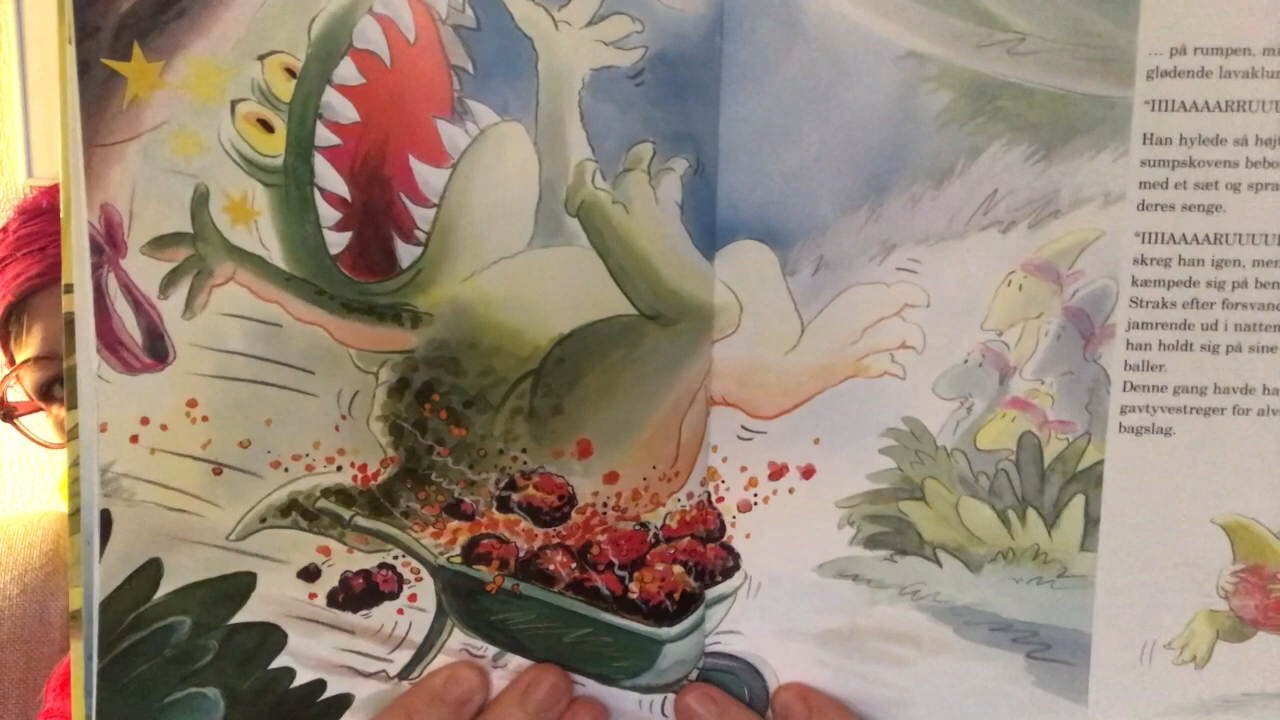 ... på rumpen, m
glødende lavaklu
"IIIIAAAARRUUU
Han hylede så højt
sumpskovens bebo
med et sæt og spra
deres senge.
"IIIIAAAARUUUU
skreg han igen, men
kæmpede sig på ben
Straks efter forsvand
jamrende ud i natten
han holdt sig på sine
baller.
Denne gang havde ha
gavtyvestreger for alv
bagslag.